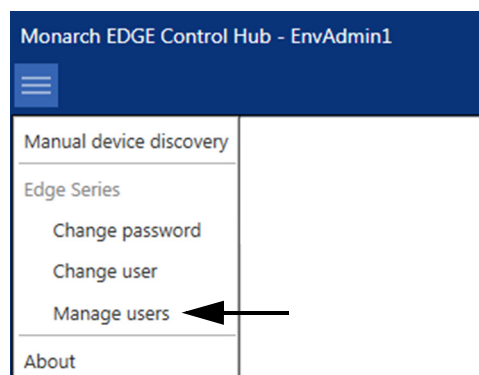 Monarch EDGE Control Hub - EnvAdmin1
Manual device discovery
Edge Series
Change password
Change user
Manage users
About